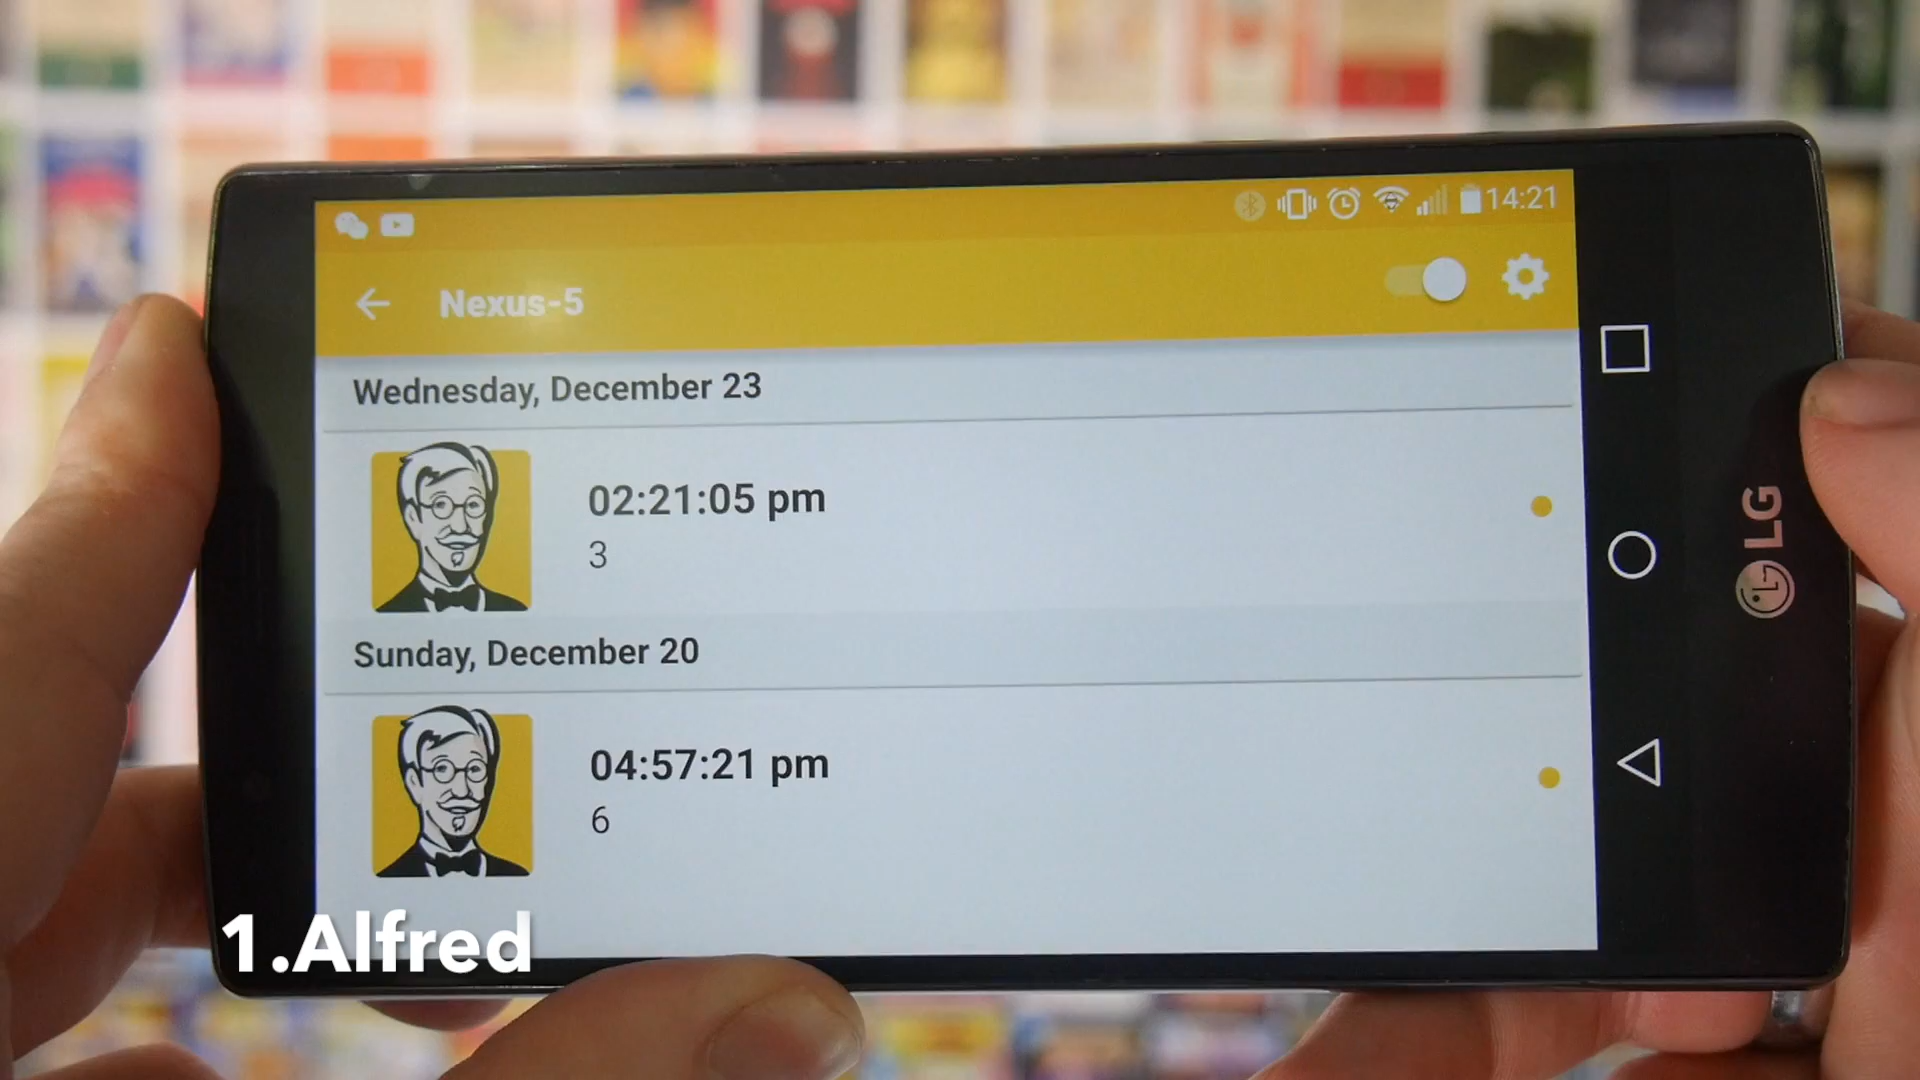 14:21
Nexus-5
Wednesday, December 23
02:21:05 pm
3
Sunday, December 20
04:57:21 pm
6
LG
1.Alfred